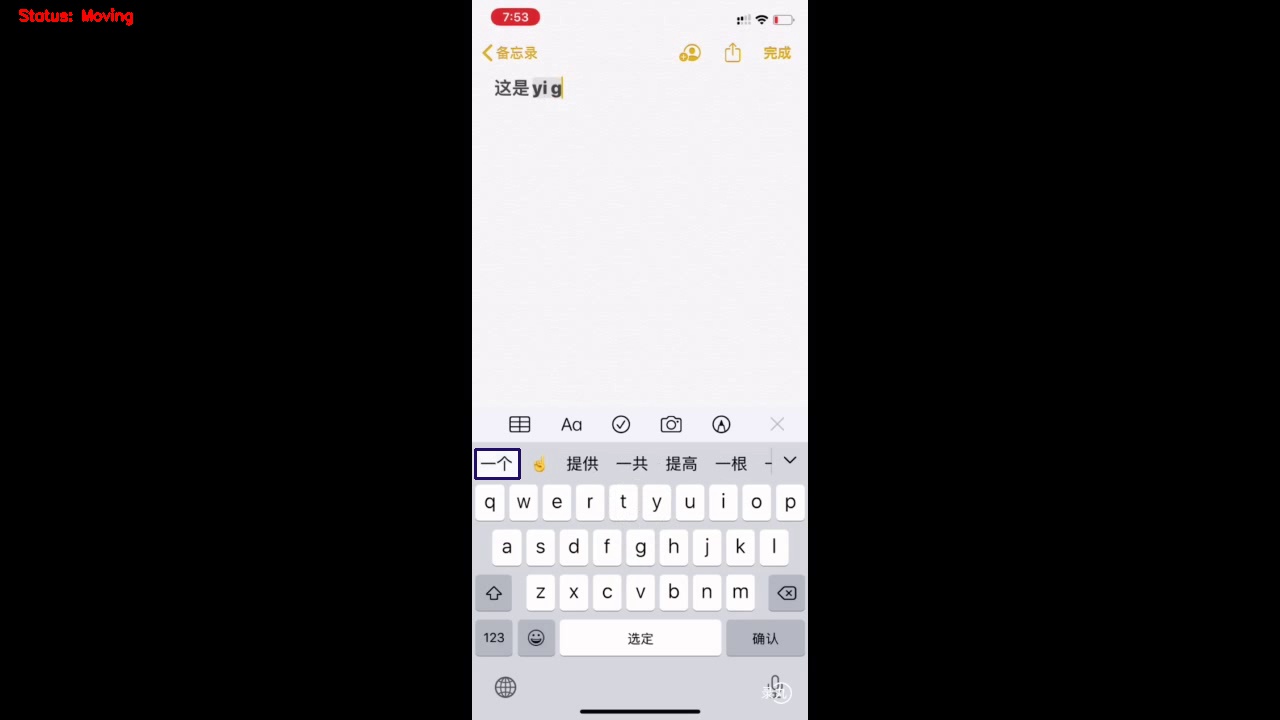 Status: Moving
7:53
备忘录
完成
这是yi g
Aa
一个 ☝ 提供 一共 提高 一根
q w e r t y u i o p
a s d f g h j k l
z x c v b n m
123 选定 确认